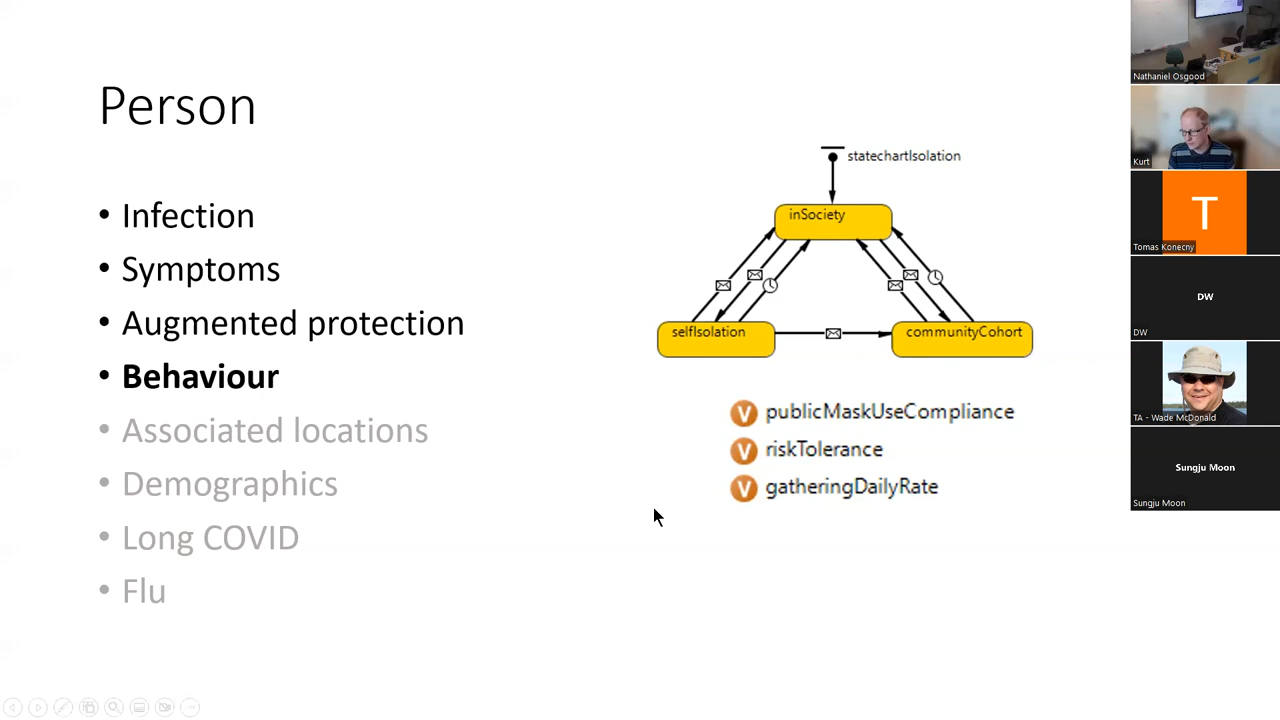 Person
• Infection
• Symptoms
• Augmented protection
• Behaviour
• Associated locations
• Demographics
• Long COVID
• Flu
statechartIsolation
inSociety
selfIsolation
communityCohort
V publicMaskUseCompliance
V riskTolerance
V gatheringDailyRate
Nathaniel Osgood
Kurt
T
Tomas Konecny
DW
DW
TA - Wade McDonald
Sungju Moon
Sungju Moon